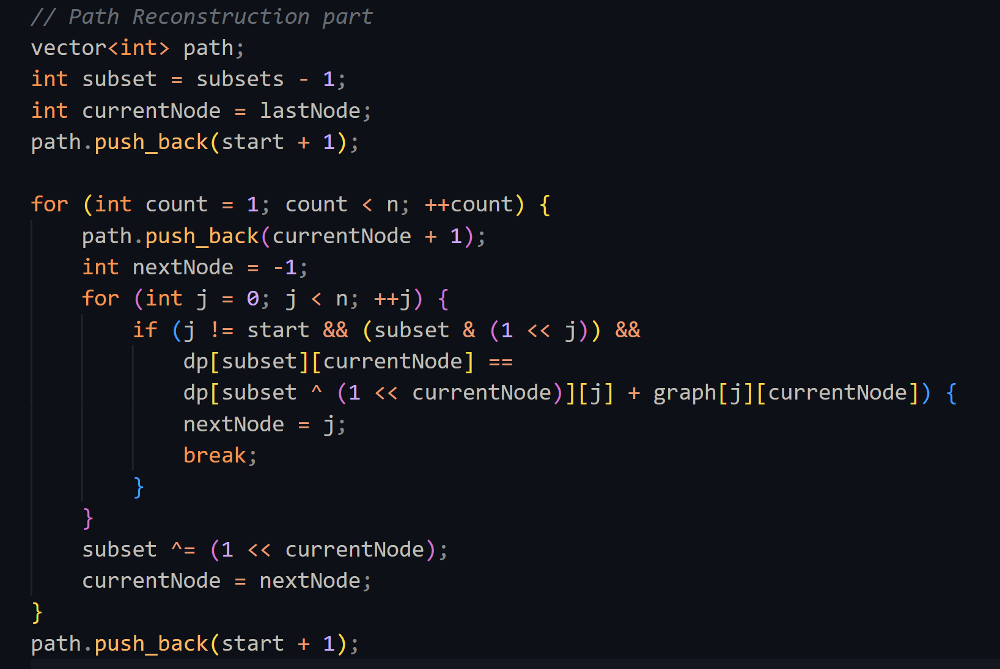 // Path Reconstruction part
vector<int> path;
int subset = subsets - 1;
int currentNode = lastNode;
path.push_back(start + 1);

for (int count = 1; count < n; ++count) {
    path.push_back(currentNode + 1);
    int nextNode = -1;
    for (int j = 0; j < n; ++j) {
        if (j != start && (subset & (1 << j)) &&
            dp[subset][currentNode] ==
            dp[subset ^ (1 << currentNode)][j] + graph[j][currentNode]) {
            nextNode = j;
            break;
        }
    }
    subset ^= (1 << currentNode);
    currentNode = nextNode;
}
path.push_back(start + 1);